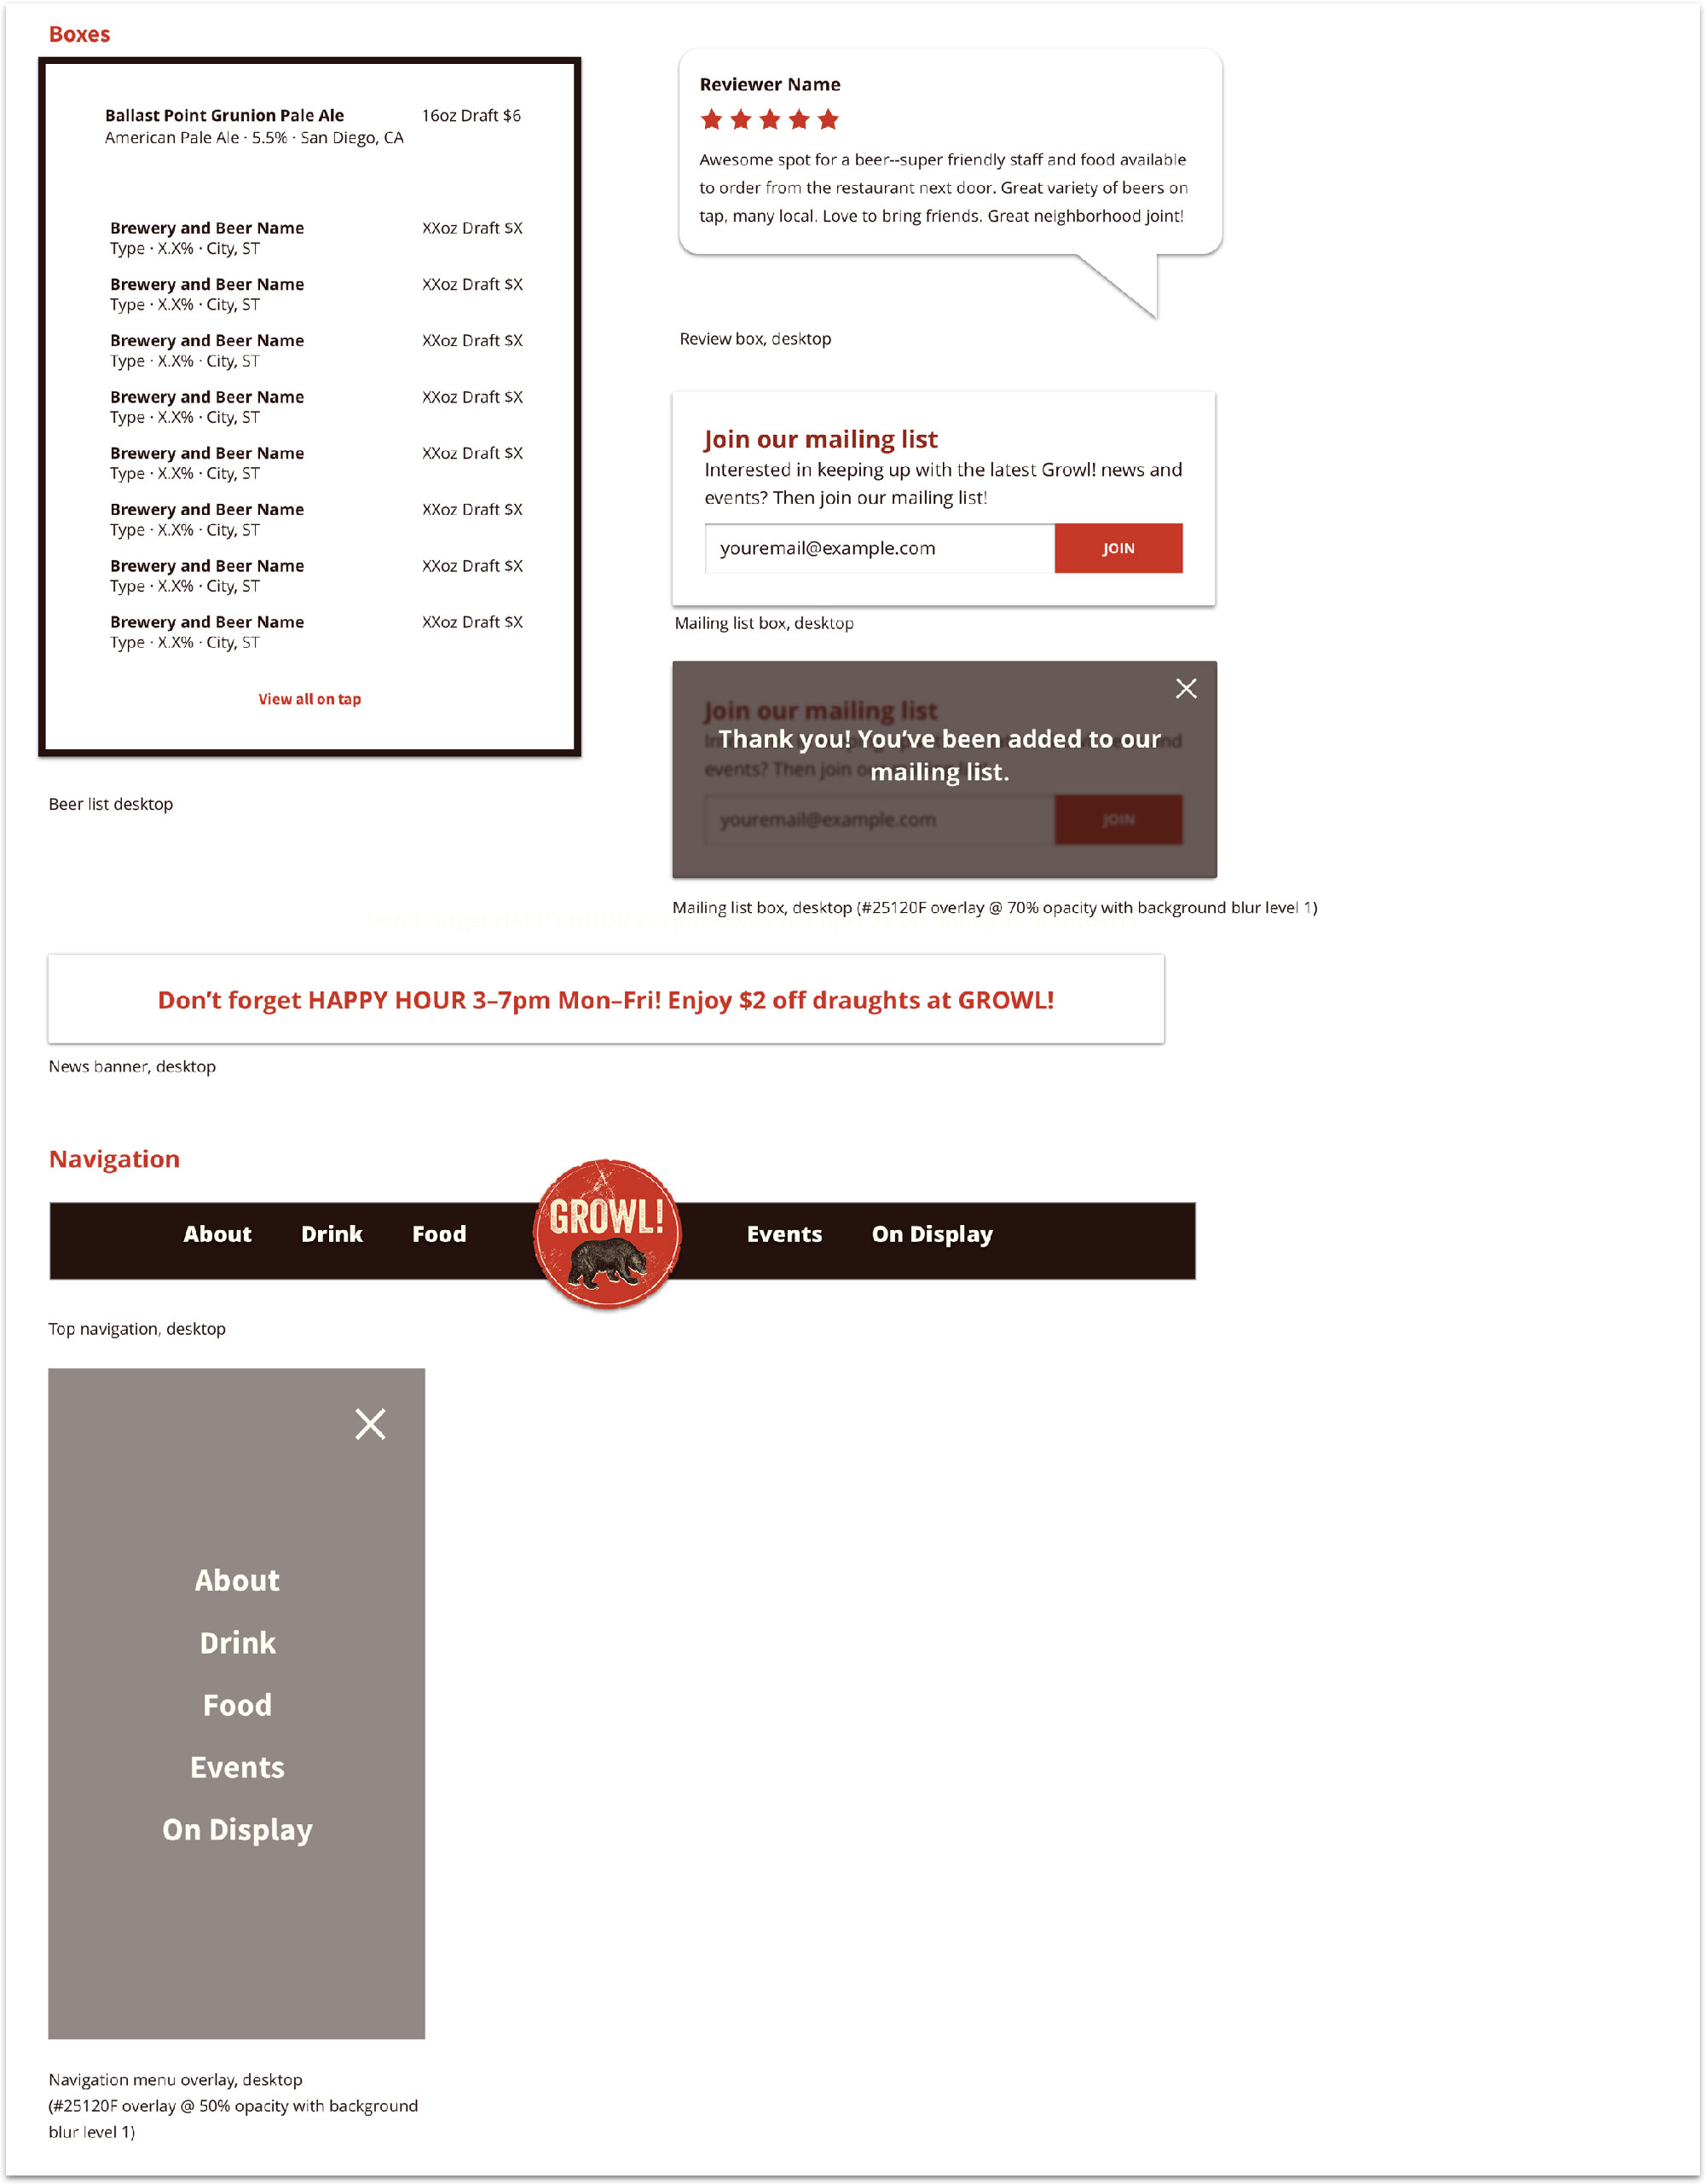 Boxes
Ballast Point Grunion Pale Ale 16oz Draft $6
American Pale Ale · 5.5% · San Diego, CA
Brewery and Beer Name XXoz Draft $X
Type · X.X% · City, ST
Brewery and Beer Name XXoz Draft $X
Type · X.X% · City, ST
Brewery and Beer Name XXoz Draft $X
Type · X.X% · City, ST
Brewery and Beer Name XXoz Draft $X
Type · X.X% · City, ST
Brewery and Beer Name XXoz Draft $X
Type · X.X% · City, ST
Brewery and Beer Name XXoz Draft $X
Type · X.X% · City, ST
Brewery and Beer Name XXoz Draft $X
Type · X.X% · City, ST
Brewery and Beer Name XXoz Draft $X
Type · X.X% · City, ST
View all on tap
Beer list desktop
Reviewer Name
Awesome spot for a beer--super friendly staff and food available
to order from the restaurant next door. Great variety of beers on
tap, many local. Love to bring friends. Great neighborhood joint!
Review box, desktop
Join our mailing list
Interested in keeping up with the latest Growl! news and
events? Then join our mailing list!
youremail@example.com JOIN
Mailing list box, desktop
Join our mailing list
Thank you! You’ve been added to our
mailing list.
events? Then join
youremail@example.com JOIN
Mailing list box, desktop (#25120F overlay @ 70% opacity with background blur level 1)
Don’t forget HAPPY HOUR 3–7pm Mon–Fri! Enjoy $2 off draughts at GROWL!
News banner, desktop
Navigation
About Drink Food GROWL! Events On Display
Top navigation, desktop
About
Drink
Food
Events
On Display
Navigation menu overlay, desktop
(#25120F overlay @ 50% opacity with background
blur level 1)